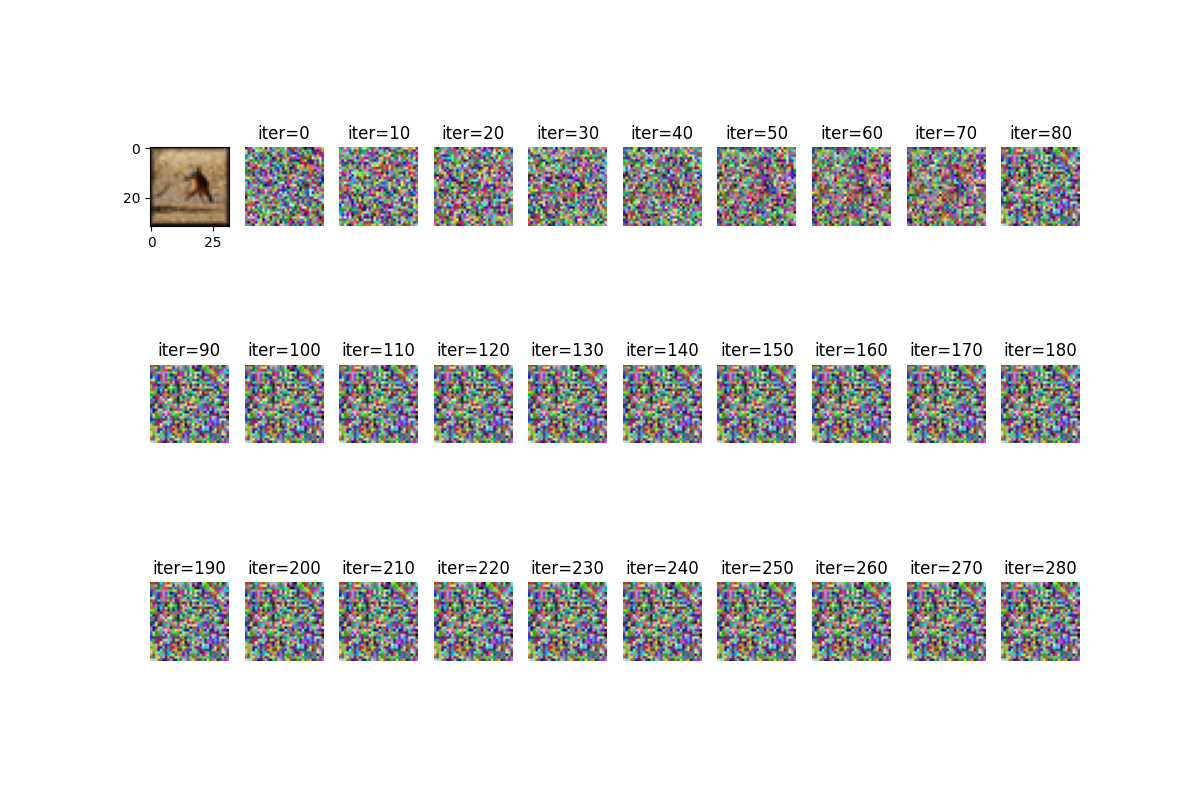 iter=0 iter=10 iter=20 iter=30 iter=40 iter=50 iter=60 iter=70 iter=80
0
20
0 25
iter=90 iter=100 iter=110 iter=120 iter=130 iter=140 iter=150 iter=160 iter=170 iter=180
iter=190 iter=200 iter=210 iter=220 iter=230 iter=240 iter=250 iter=260 iter=270 iter=280